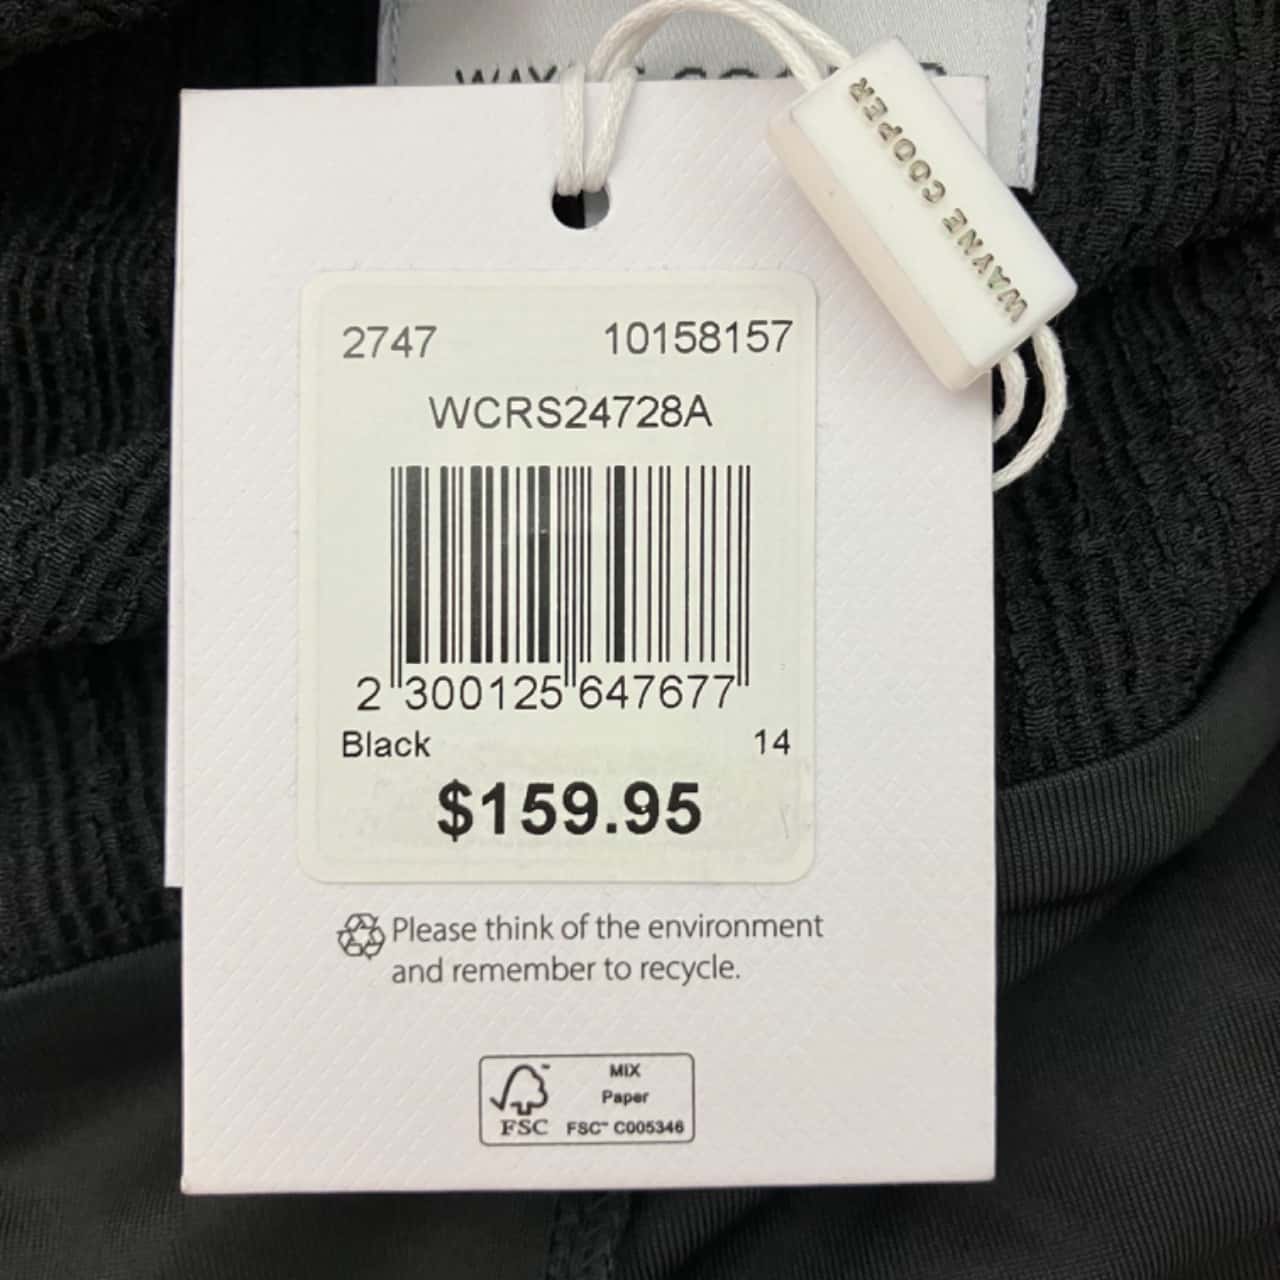 WAYNE COOPER
2747 10158157
WCRS24728A
2 300125 647677
Black 14
$159.95
Please think of the environment
and remember to recycle.
MIX
Paper
FSC™ C005346
FSC